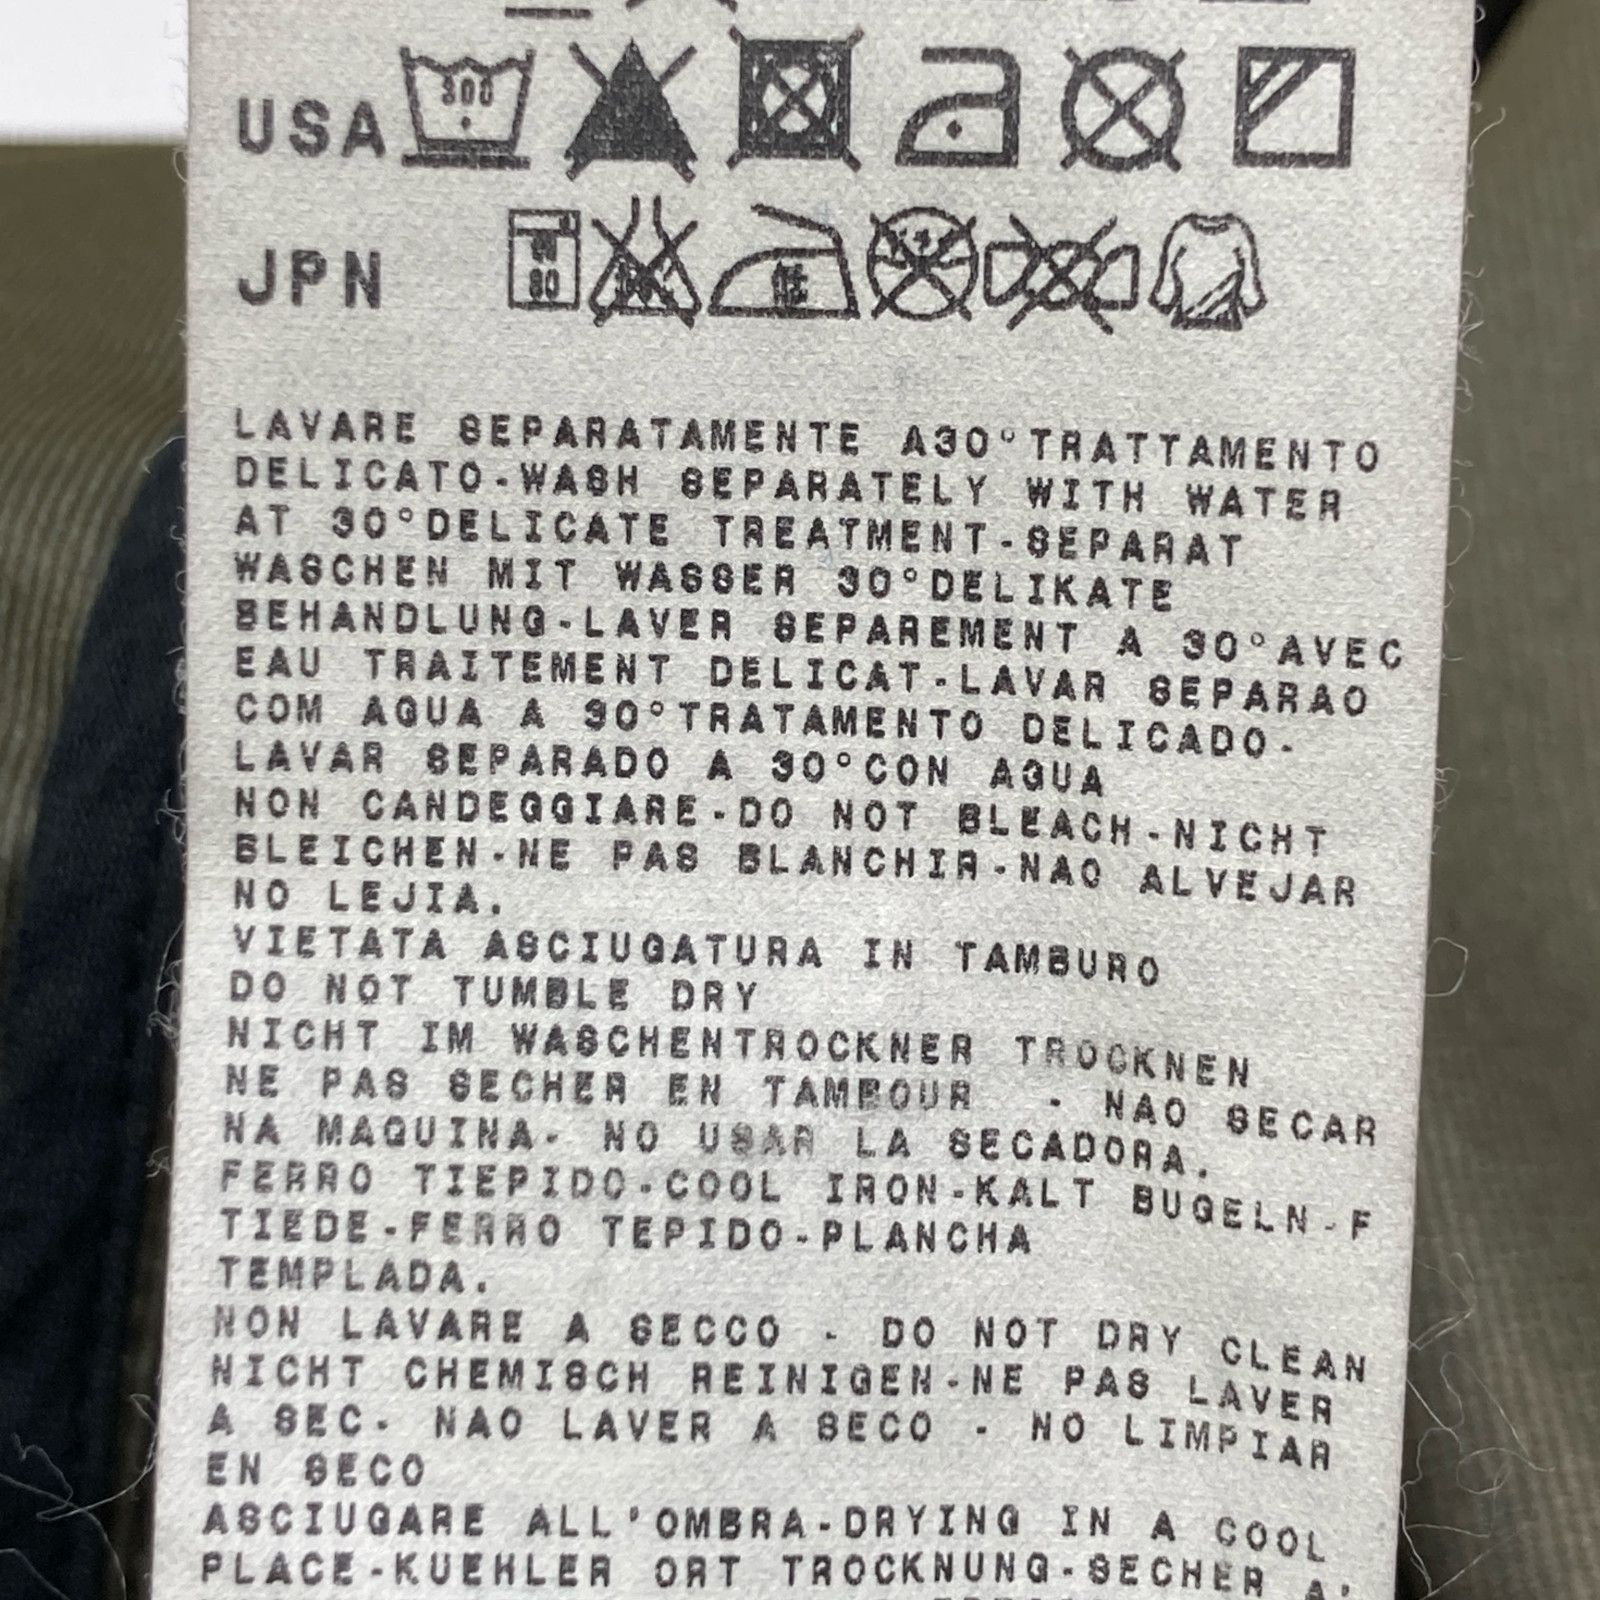 USA 30C
JPN
LAVARE SEPARATAMENTE A30°TRATTAMENTO
DELICATO-WASH SEPARATELY WITH WATER
AT 30°DELICATE TREATMENT-SEPARAT
WASCHEN MIT WASSER 30°DELIKATE
BEHANDLUNG-LAVER SEPAREMENT A 30°AVEC
EAU TRAITEMENT DELICAT-LAVAR SEPARAO
COM AGUA A 30°TRATAMENTO DELICADO-
LAVAR SEPARADO A 30°CON AGUA
NON CANDEGGIARE-DO NOT BLEACH-NICHT
BLEICHEN-NE PAS BLANCHIR-NAO ALVEJAR
NO LEJIA.
VIETATA ASCIUGATURA IN TAMBURO
DO NOT TUMBLE DRY
NICHT IM WASCHENTROCKNER TROCKNEN
NE PAS SECHER EN TAMBOUR - NAO SECAR
NA MAQUINA- NO USAR LA SECADORA.
FERRO TIEPIDO-COOL IRON-KALT BUGELN-F
TIEDE-FERRO TEPIDO-PLANCHA
TEMPLADA.
NON LAVARE A SECCO - DO NOT DRY CLEAN
NICHT CHEMISCH REINIGEN-NE PAS LAVER
A SEC- NAO LAVER A SECO - NO LIMPIAR
EN SECO
ASCIUGARE ALL'OMBRA-DRYING IN A COOL
PLACE-KUEHLER ORT TROCKNUNG-SECHER A'